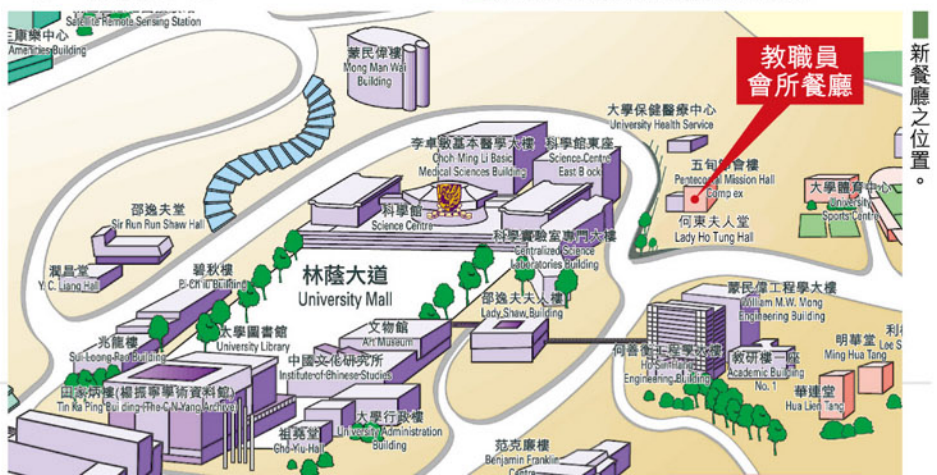 Satellite Remote Sensing Station
康樂中心
Amenities Building
蒙民偉樓
Mong Man Wai
Building
教職員
會所餐廳
新餐廳之位置。
大學保健醫療中心
University Health Service
李卓敏基本醫學大樓
Choh-Ming Li Basic
Medical Sciences Building
科學館東座
Science Centre
East Block
五旬節會樓
Pentecostal Mission Hall
Complex
大學體育中心
University
Sports Centre
邵逸夫堂
Sir Run Run Shaw Hall
科學館
Science Centre
何東夫人堂
Lady Ho Tung Hall
科學實驗室專門大樓
Centralized Science
Laboratories Building
潤昌堂
Y. C. Liang Hall
碧秋樓
Pi-Ch'iu Building
林蔭大道
University Mall
邵逸夫夫人樓
Lady Shaw Building
蒙民偉工程學大樓
William M.W. Mong
Engineering Building
兆龍樓
Sui-Loong Pao Building
大學圖書館
University Library
文物館
Art Museum
中國文化研究所
Institute of Chinese Studies
何善衡工程學大樓
Ho Sin-Hang
Engineering Building
教研樓一座
Academic Building
No. 1
明華堂
Ming Hua Tang
華連堂
Hua Lien Tang
田家炳樓(楊振寧學術資料館)
Tin Ka Ping Building (The C N Yang Archive)
祖堯堂
Cho Yiu Hall
大學行政樓
University Administration
Building
范克廉樓
Benjamin Franklin
Centre